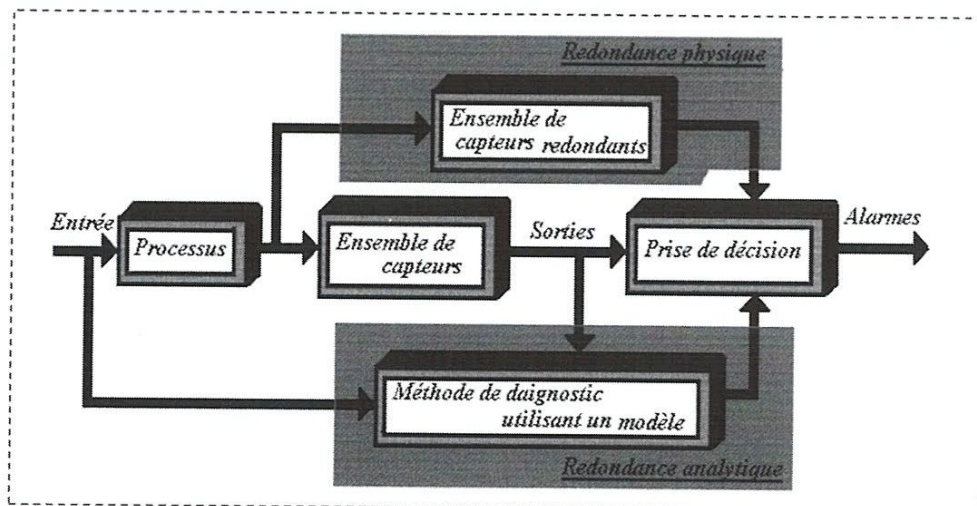 Redondance physique
Ensemble de
capteurs redondants
Entrée
Processus
Ensemble de
capteurs
Sorties
Prise de décision
Alarmes
Méthode de daignostic
utilisant un modèle
Redondance analytique